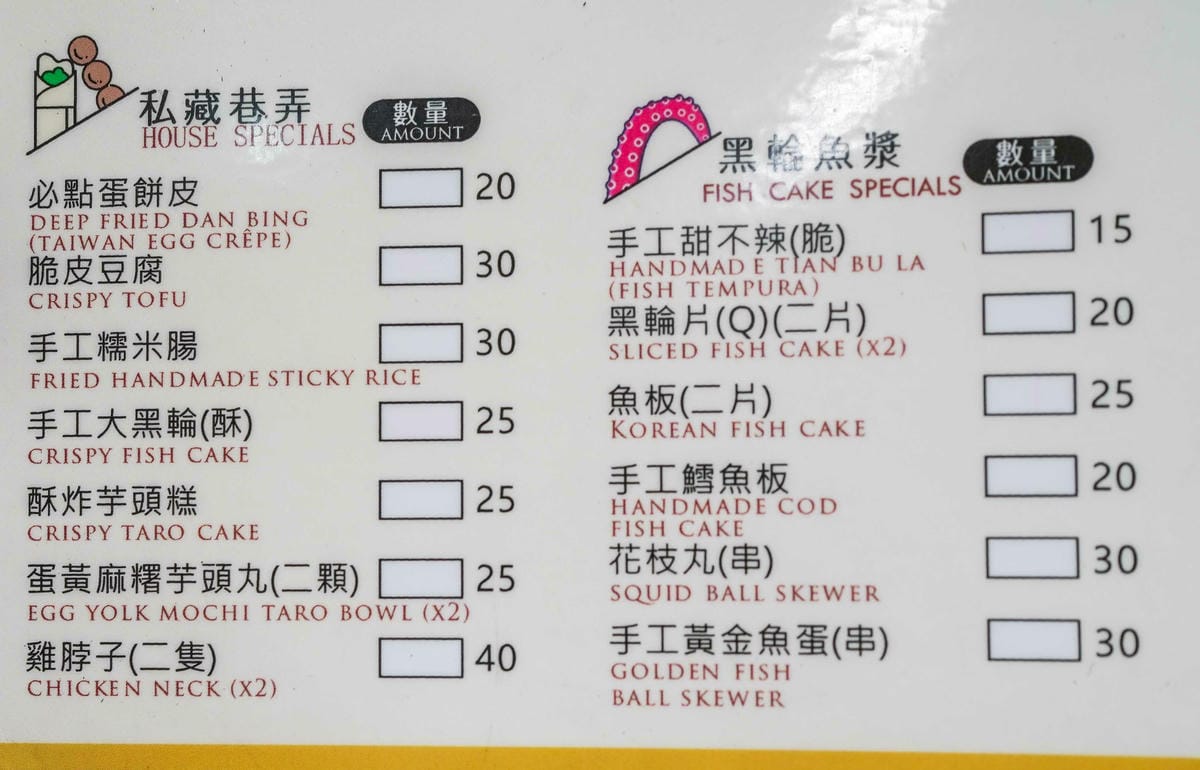 私藏巷弄 數量
HOUSE SPECIALS AMOUNT
必點蛋餅皮 20
DEEP FRIED DAN BING
(TAIWAN EGG CRÊPE)
脆皮豆腐 30
CRISPY TOFU
手工糯米腸 30
FRIED HANDMADE STICKY RICE
手工大黑輪(酥) 25
CRISPY FISH CAKE
酥炸芋頭糕 25
CRISPY TARO CAKE
蛋黃麻糬芋頭丸(二顆) 25
EGG YOLK MOCHI TARO BOWL (X2)
雞脖子(二隻) 40
CHICKEN NECK (X2)
黑輪魚漿 數量
FISH CAKE SPECIALS AMOUNT
手工甜不辣(脆) 15
HANDMADE TIAN BU LA
(FISH TEMPURA)
黑輪片(Q)(二片) 20
SLICED FISH CAKE (X2)
魚板(二片) 25
KOREAN FISH CAKE
手工鱈魚板 20
HANDMADE COD
FISH CAKE
花枝丸(串) 30
SQUID BALL SKEWER
手工黃金魚蛋(串) 30
GOLDEN FISH
BALL SKEWER